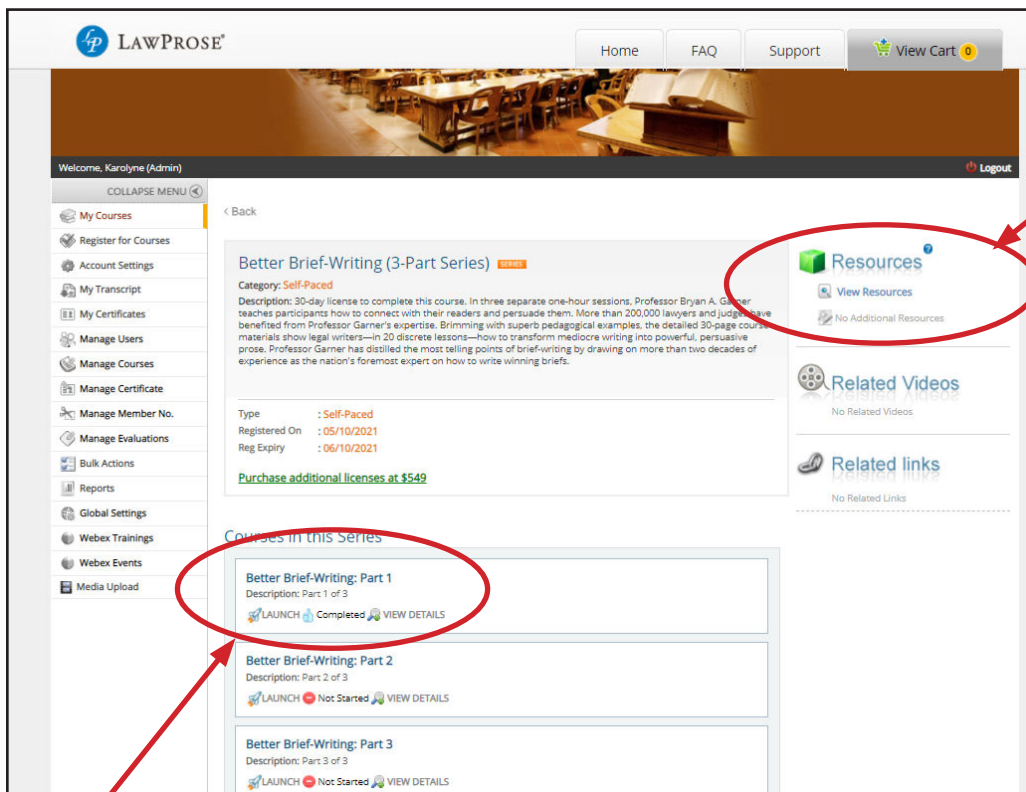 LAWPROSE®
Home
FAQ
Support
View Cart 0
Welcome, Karolyne (Admin)
Logout
COLLAPSE MENU
My Courses
Register for Courses
Account Settings
My Transcript
My Certificates
Manage Users
Manage Courses
Manage Certificate
Manage Member No.
Manage Evaluations
Bulk Actions
Reports
Global Settings
Webex Trainings
Webex Events
Media Upload
< Back
Better Brief-Writing (3-Part Series) SERIES
Category: Self-Paced
Description: 30-day license to complete this course. In three separate one-hour sessions, Professor Bryan A. Garner
teaches participants how to connect with their readers and persuade them. More than 200,000 lawyers and judges have
benefited from Professor Garner's expertise. Brimming with superb pedagogical examples, the detailed 30-page course
materials show legal writers—in 20 discrete lessons—how to transform mediocre writing into powerful, persuasive
prose. Professor Garner has distilled the most telling points of brief-writing by drawing on more than two decades of
experience as the nation's foremost expert on how to write winning briefs.
Type : Self-Paced
Registered On : 05/10/2021
Reg Expiry : 06/10/2021
Purchase additional licenses at $549
Courses in this Series
Better Brief-Writing: Part 1
Description: Part 1 of 3
LAUNCH Completed VIEW DETAILS
Better Brief-Writing: Part 2
Description: Part 2 of 3
LAUNCH Not Started VIEW DETAILS
Better Brief-Writing: Part 3
Description: Part 3 of 3
LAUNCH Not Started VIEW DETAILS
Resources ?
View Resources
No Additional Resources
Related Videos
No Related Videos
Related links
No Related Links